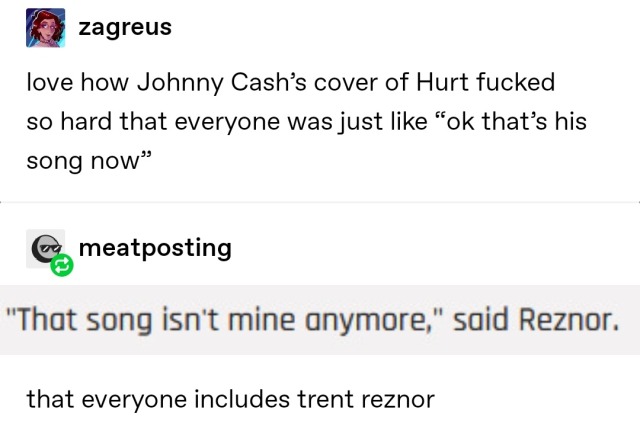 zagreus
love how Johnny Cash’s cover of Hurt fucked
so hard that everyone was just like “ok that’s his
song now”
meatposting
"That song isn't mine anymore," said Reznor.
that everyone includes trent reznor